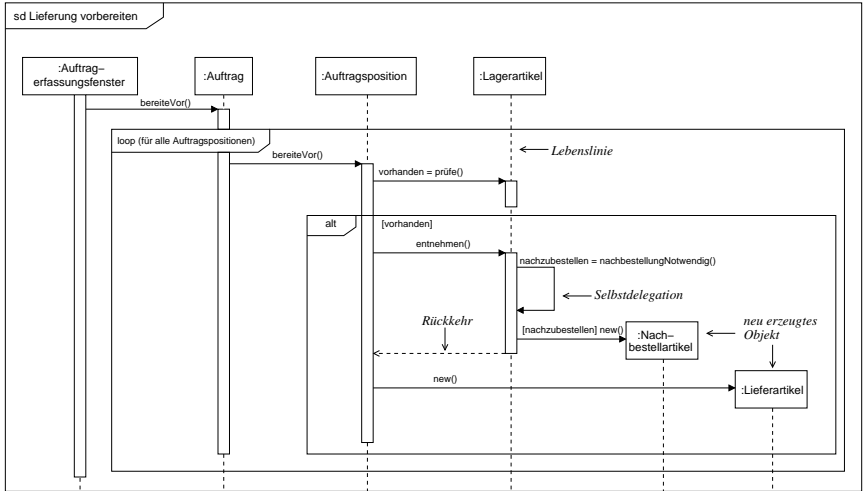 sd Lieferung vorbereiten
:Auftrag–
erfassungsfenster
:Auftrag
:Auftragsposition
:Lagerartikel
bereiteVor()
loop (für alle Auftragspositionen)
bereiteVor()
Lebenslinie
vorhanden = prüfe()
alt
[vorhanden]
entnehmen()
nachzubestellen = nachbestellungNotwendig()
Selbstdelegation
Rückkehr
[nachzubestellen] new()
:Nach–
bestellartikel
neu erzeugtes
Objekt
new()
:Lieferartikel